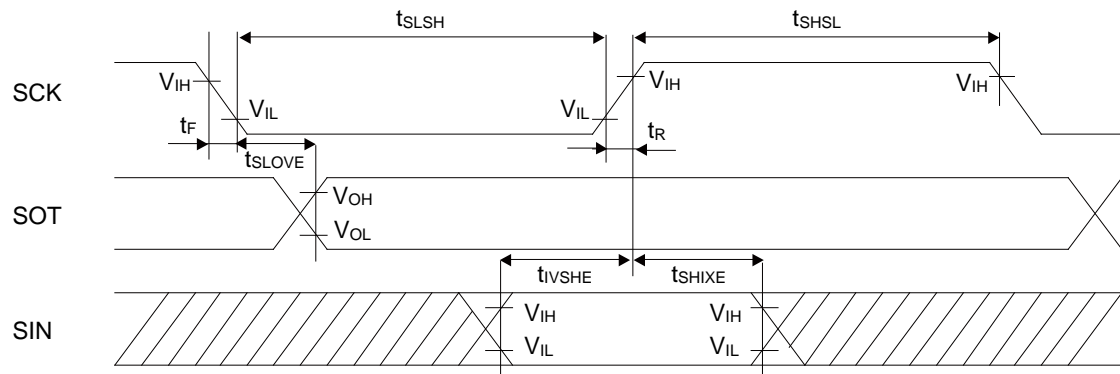 tSLSH
tSHSL
SCK
VIH
VIL
VIL
VIH
VIH
tF
tR
tSLOVE
SOT
VOH
VOL
tIVSHE
tSHIXE
SIN
VIH
VIH
VIL
VIL